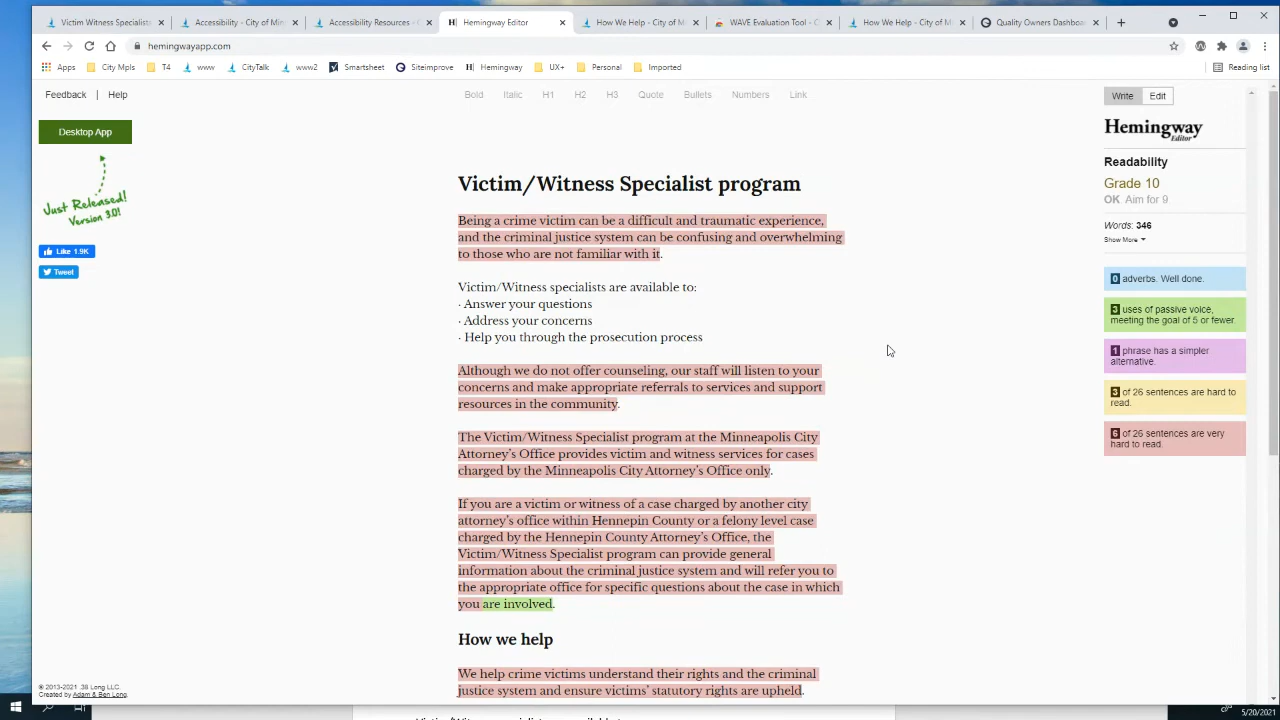 Victim Witness Specialist
Accessibility - City of Min
Accessibility Resources - C
Hemingway Editor
How We Help - City of M
WAVE Evaluation Tool - C
How We Help - City of M
Quality Owners Dashboa
hemingwayapp.com
Apps City Mpls T4 www CityTalk www2 Smartsheet Siteimprove Hemingway UX+ Personal Imported Reading list
Feedback | Help
Bold Italic H1 H2 H3 Quote Bullets Numbers Link
Write Edit
Desktop App
Just Released!
Version 3.0!
Like 1.9K
Tweet
Victim/Witness Specialist program
Being a crime victim can be a difficult and traumatic experience,
and the criminal justice system can be confusing and overwhelming
to those who are not familiar with it.
Victim/Witness specialists are available to:
· Answer your questions
· Address your concerns
· Help you through the prosecution process
Although we do not offer counseling, our staff will listen to your
concerns and make appropriate referrals to services and support
resources in the community.
The Victim/Witness Specialist program at the Minneapolis City
Attorney's Office provides victim and witness services for cases
charged by the Minneapolis City Attorney's Office only.
If you are a victim or witness of a case charged by another city
attorney's office within Hennepin County or a felony level case
charged by the Hennepin County Attorney's Office, the
Victim/Witness Specialist program can provide general
information about the criminal justice system and will refer you to
the appropriate office for specific questions about the case in which
you are involved.
How we help
We help crime victims understand their rights and the criminal
justice system and ensure victims' statutory rights are upheld.
Hemingway
Editor
Readability
Grade 10
OK Aim for 9
Words: 346
Show More
0 adverbs. Well done.
3 uses of passive voice,
meeting the goal of 5 or fewer.
1 phrase has a simpler
alternative.
3 of 26 sentences are hard to
read.
6 of 26 sentences are very
hard to read.
© 2013-2021 .38 Long LLC.
Created by Adam & Ben Long.
5/20/2021